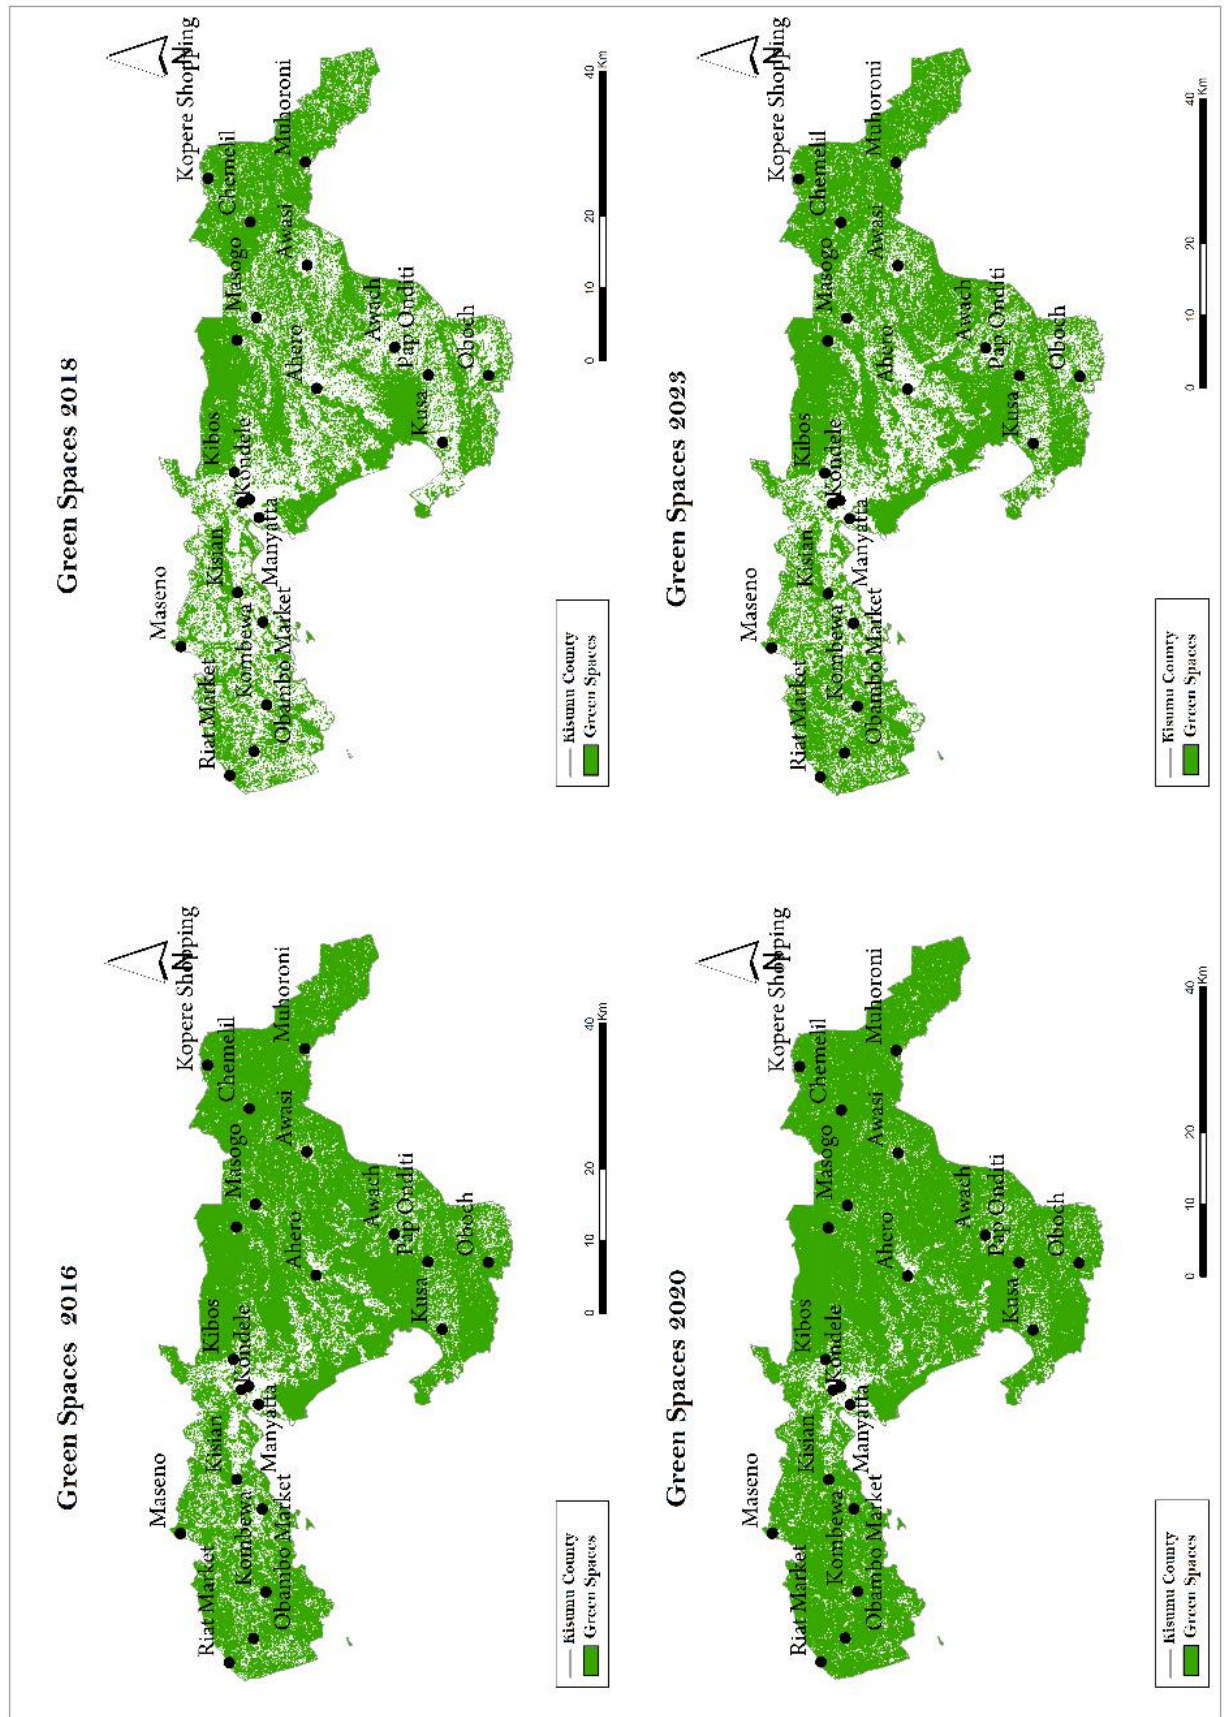 Green Spaces 2016
N
Maseno
Kopere Shopping
Riat Market
Kisian
Kibos
Kondele
Masogo
Chemelil
Kombewa
Manyatta
Obambo Market
Ahero
Awasi
Muhoroni
Awach
Pap Onditi
Kusa
Oboch
Kisumu County
Green Spaces
0 10 20 40
Km
Green Spaces 2018
N
Maseno
Kopere Shopping
Riat Market
Kisian
Kibos
Kondele
Masogo
Chemelil
Kombewa
Manyatta
Obambo Market
Ahero
Awasi
Muhoroni
Awach
Pap Onditi
Kusa
Oboch
Kisumu County
Green Spaces
0 10 20 40
Km
Green Spaces 2020
N
Maseno
Kopere Shopping
Riat Market
Kisian
Kibos
Kondele
Masogo
Chemelil
Kombewa
Manyatta
Obambo Market
Ahero
Awasi
Muhoroni
Awach
Pap Onditi
Kusa
Oboch
Kisumu County
Green Spaces
0 10 20 40
Km
Green Spaces 2023
N
Maseno
Kopere Shopping
Riat Market
Kisian
Kibos
Kondele
Masogo
Chemelil
Kombewa
Manyatta
Obambo Market
Ahero
Awasi
Muhoroni
Awach
Pap Onditi
Kusa
Oboch
Kisumu County
Green Spaces
0 10 20 40
Km